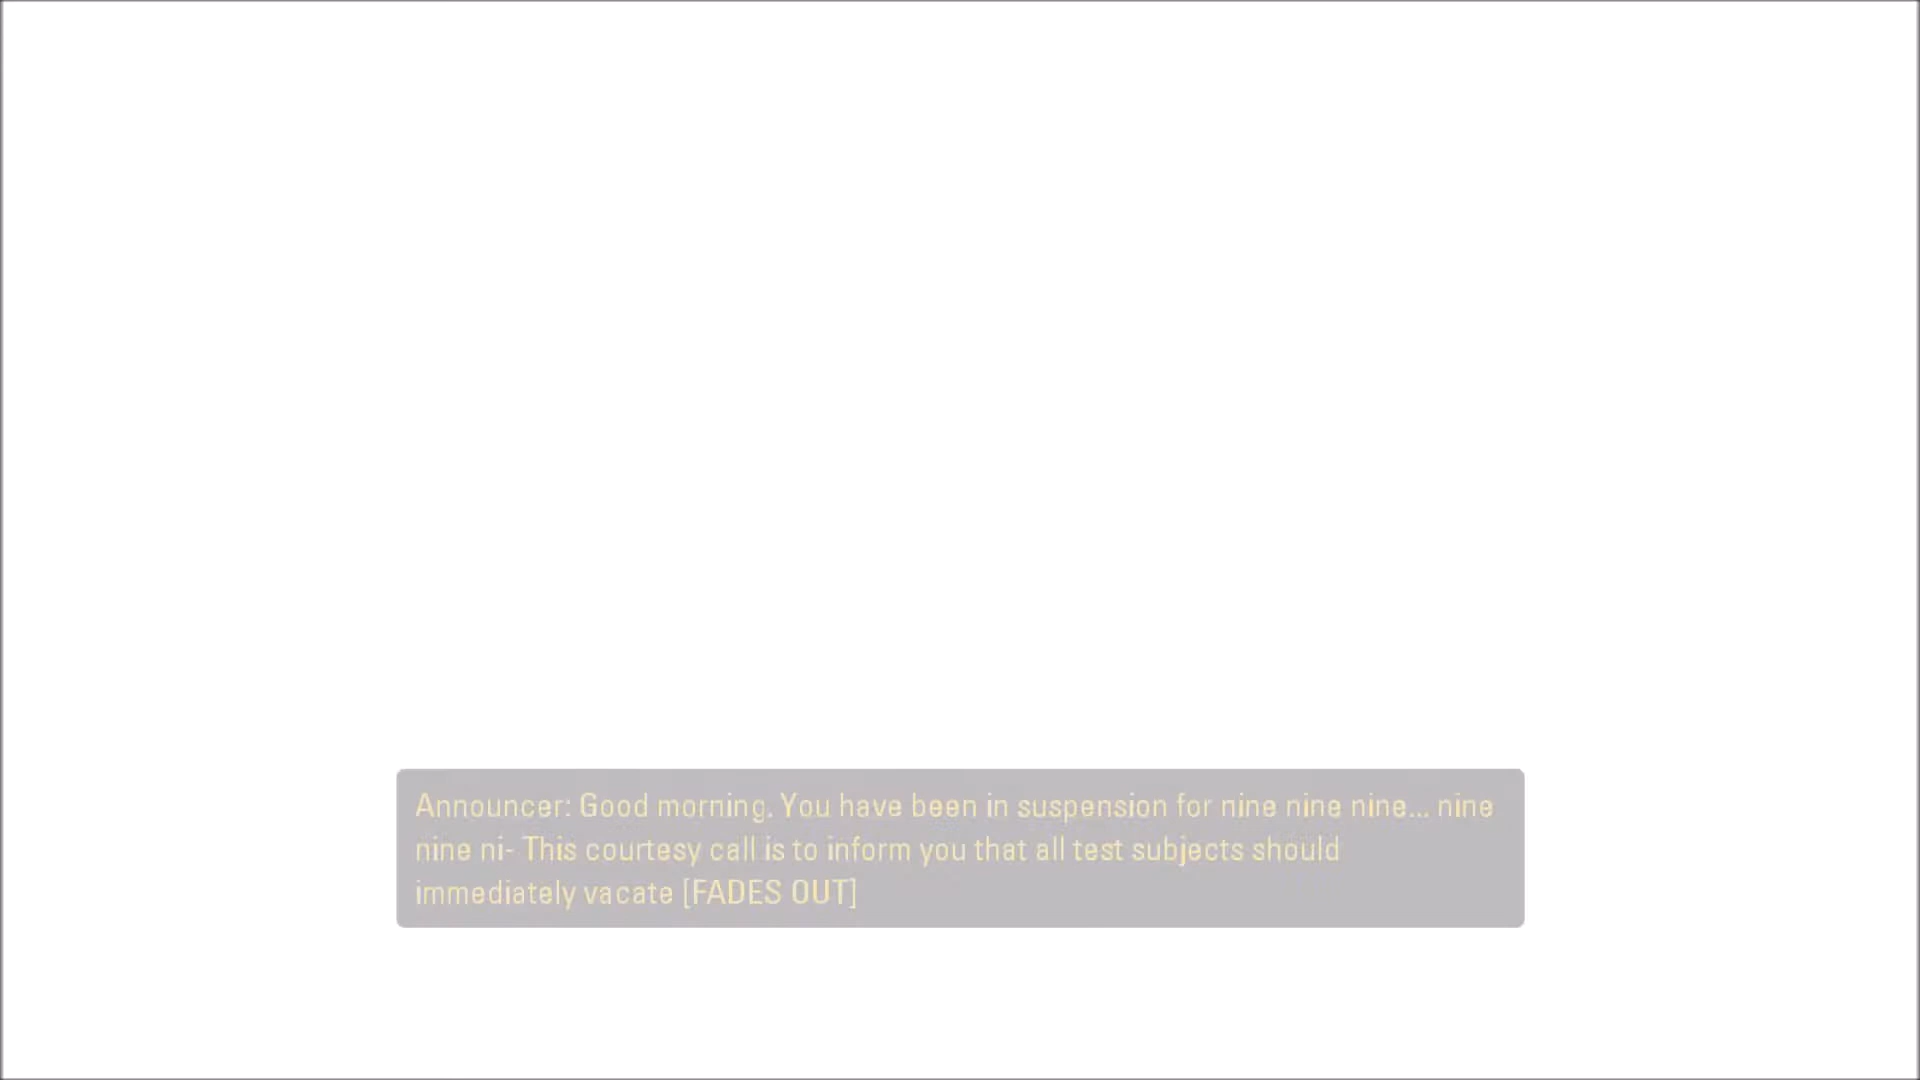 Announcer: Good morning. You have been in suspension for nine nine nine... nine
nine ni- This courtesy call is to inform you that all test subjects should
immediately vacate [FADES OUT]